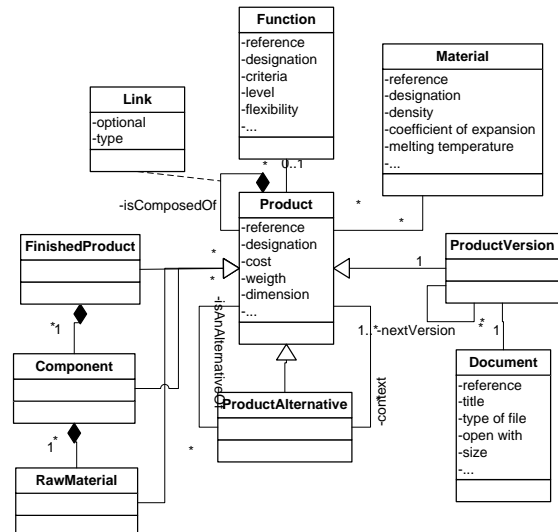 Function
-reference
-designation
-criteria
-level
-flexibility
-...
Material
-reference
-designation
-density
-coefficient of expansion
-melting temperature
-...
Link
-optional
-type
*
0..1
-isComposedOf
*
*
Product
-reference
-designation
-cost
-weigth
-dimension
-...
FinishedProduct
*
*
ProductVersion
1
-isAnAlternativeOf
1..*
-nextVersion
*
*
1
*
1
Component
ProductAlternative
-context
*
Document
-reference
-title
-type of file
-open with
-size
-...
*
1
RawMaterial